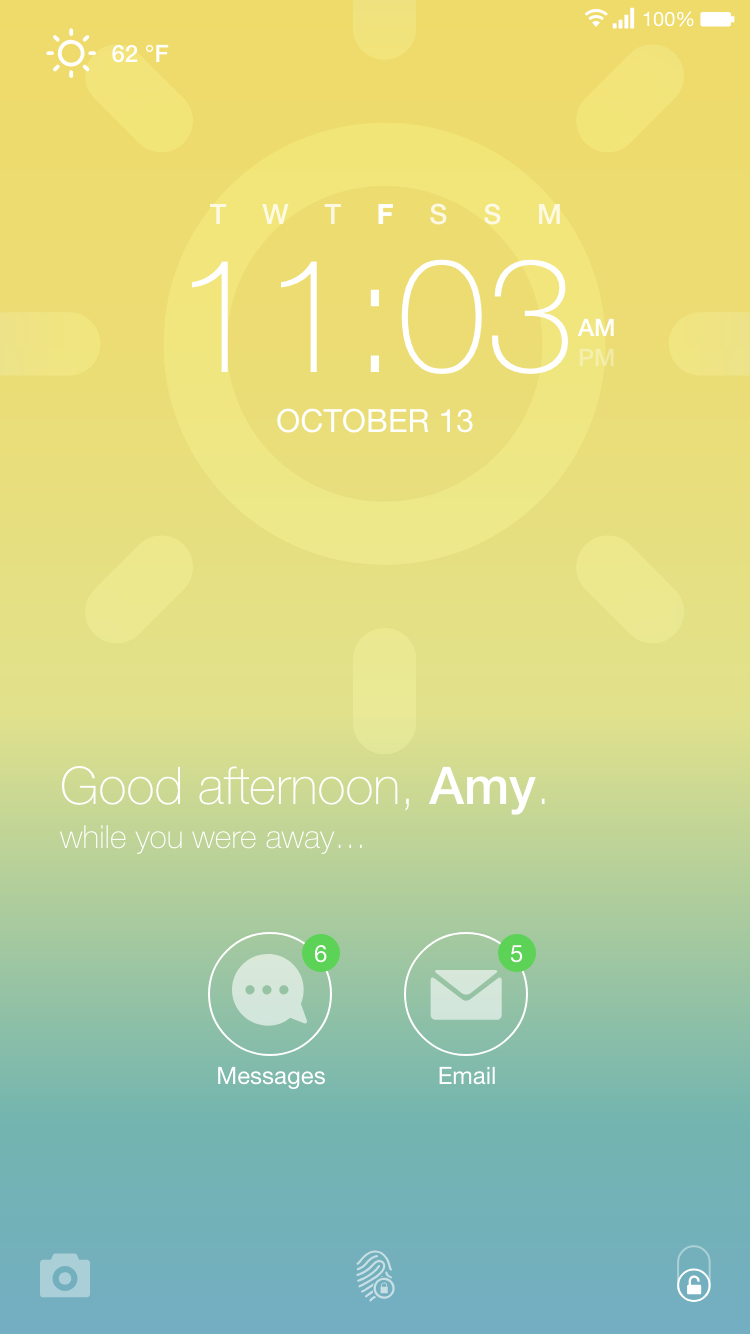 100%
62 °F
T W T F S S M
11:03 AM
PM
OCTOBER 13
Good afternoon, Amy.
while you were away...
6 5
Messages Email